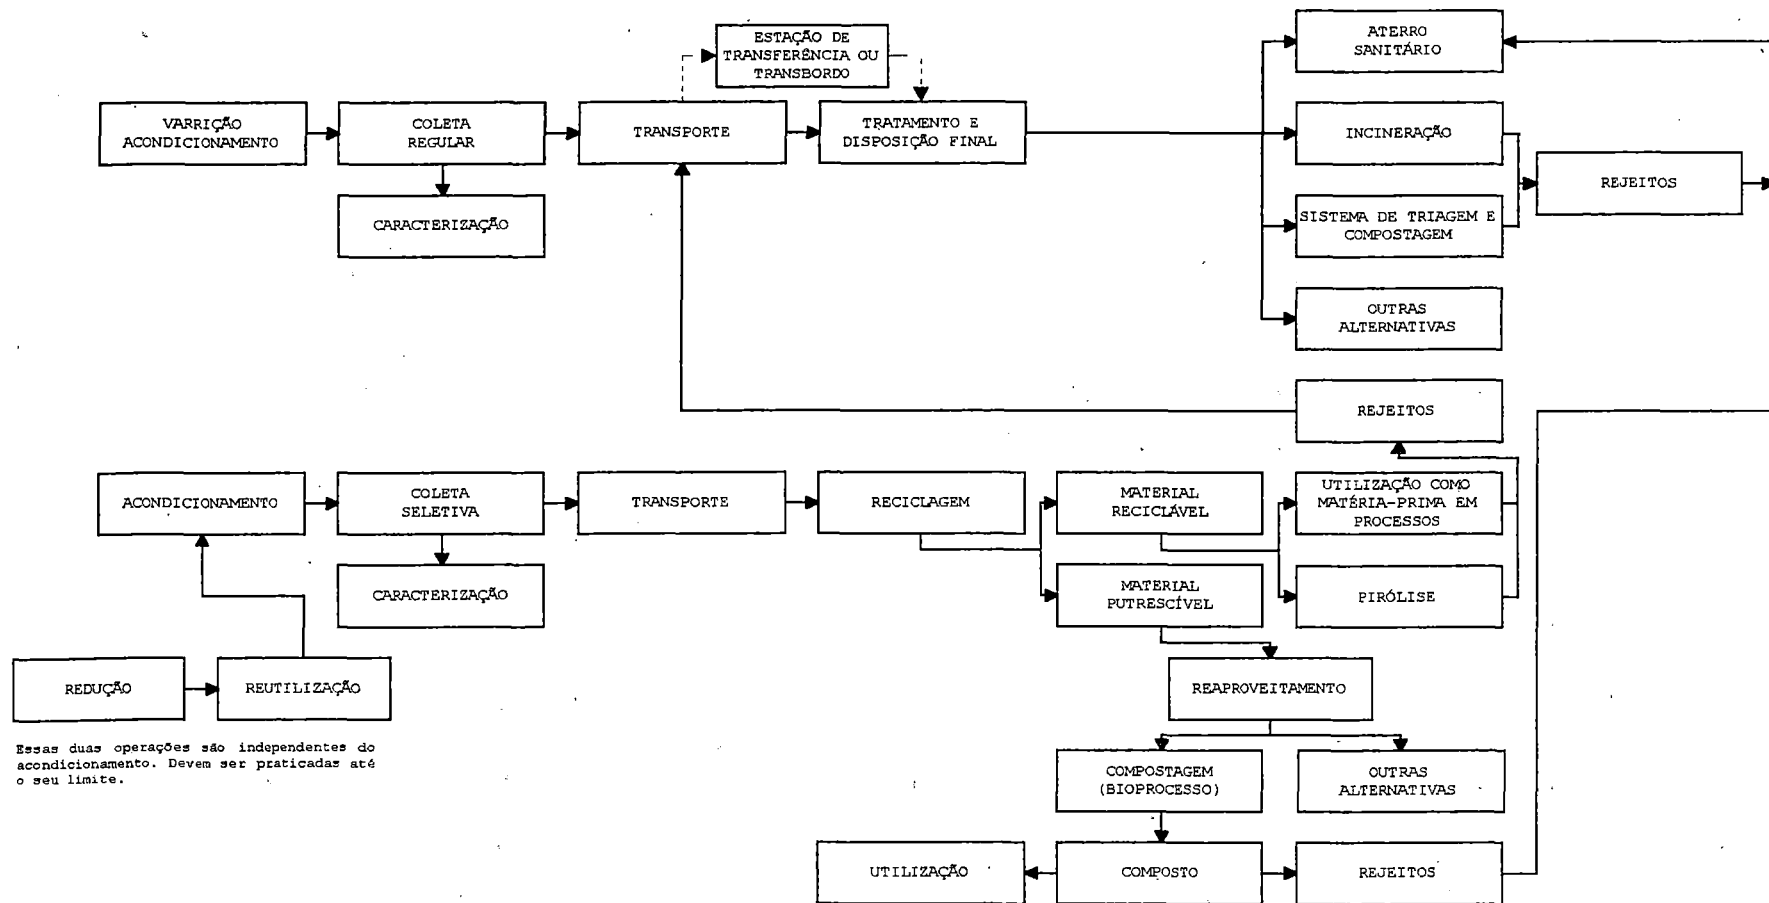 ESTAÇÃO DE
TRANSFERÊNCIA OU
TRANSBORDO
ATERRO
SANITÁRIO
VARRIÇÃO
ACONDICIONAMENTO
COLETA
REGULAR
TRANSPORTE
TRATAMENTO E
DISPOSIÇÃO FINAL
INCINERAÇÃO
REJEITOS
CARACTERIZAÇÃO
SISTEMA DE TRIAGEM E
COMPOSTAGEM
OUTRAS
ALTERNATIVAS
REJEITOS
ACONDICIONAMENTO
COLETA
SELETIVA
TRANSPORTE
RECICLAGEM
MATERIAL
RECICLÁVEL
UTILIZAÇÃO COMO
MATÉRIA-PRIMA EM
PROCESSOS
CARACTERIZAÇÃO
MATERIAL
PUTRESCÍVEL
PIRÓLISE
REDUÇÃO
REUTILIZAÇÃO
REAPROVEITAMENTO
Essas duas operações são independentes do
acondicionamento. Devem ser praticadas até
o seu limite.
COMPOSTAGEM
(BIOPROCESSO)
OUTRAS
ALTERNATIVAS
UTILIZAÇÃO
COMPOSTO
REJEITOS